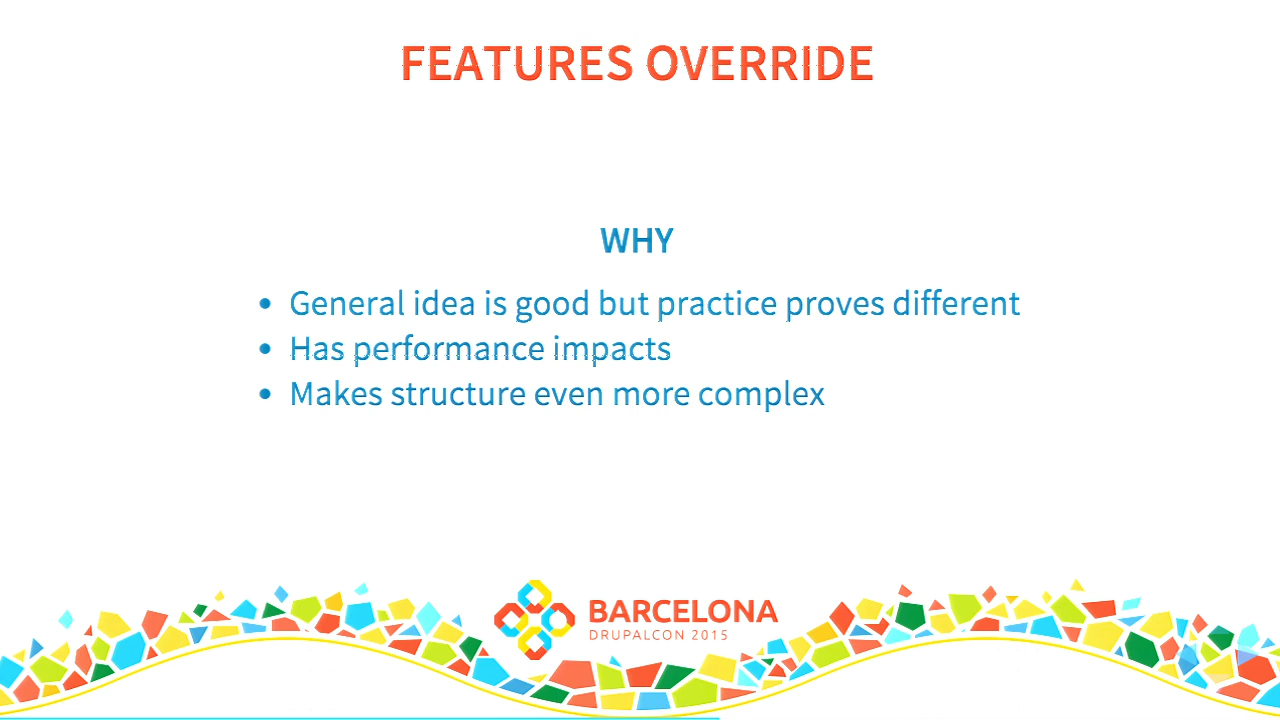 FEATURES OVERRIDE
WHY
• General idea is good but practice proves different
• Has performance impacts
• Makes structure even more complex
BARCELONA
DRUPALCON 2015